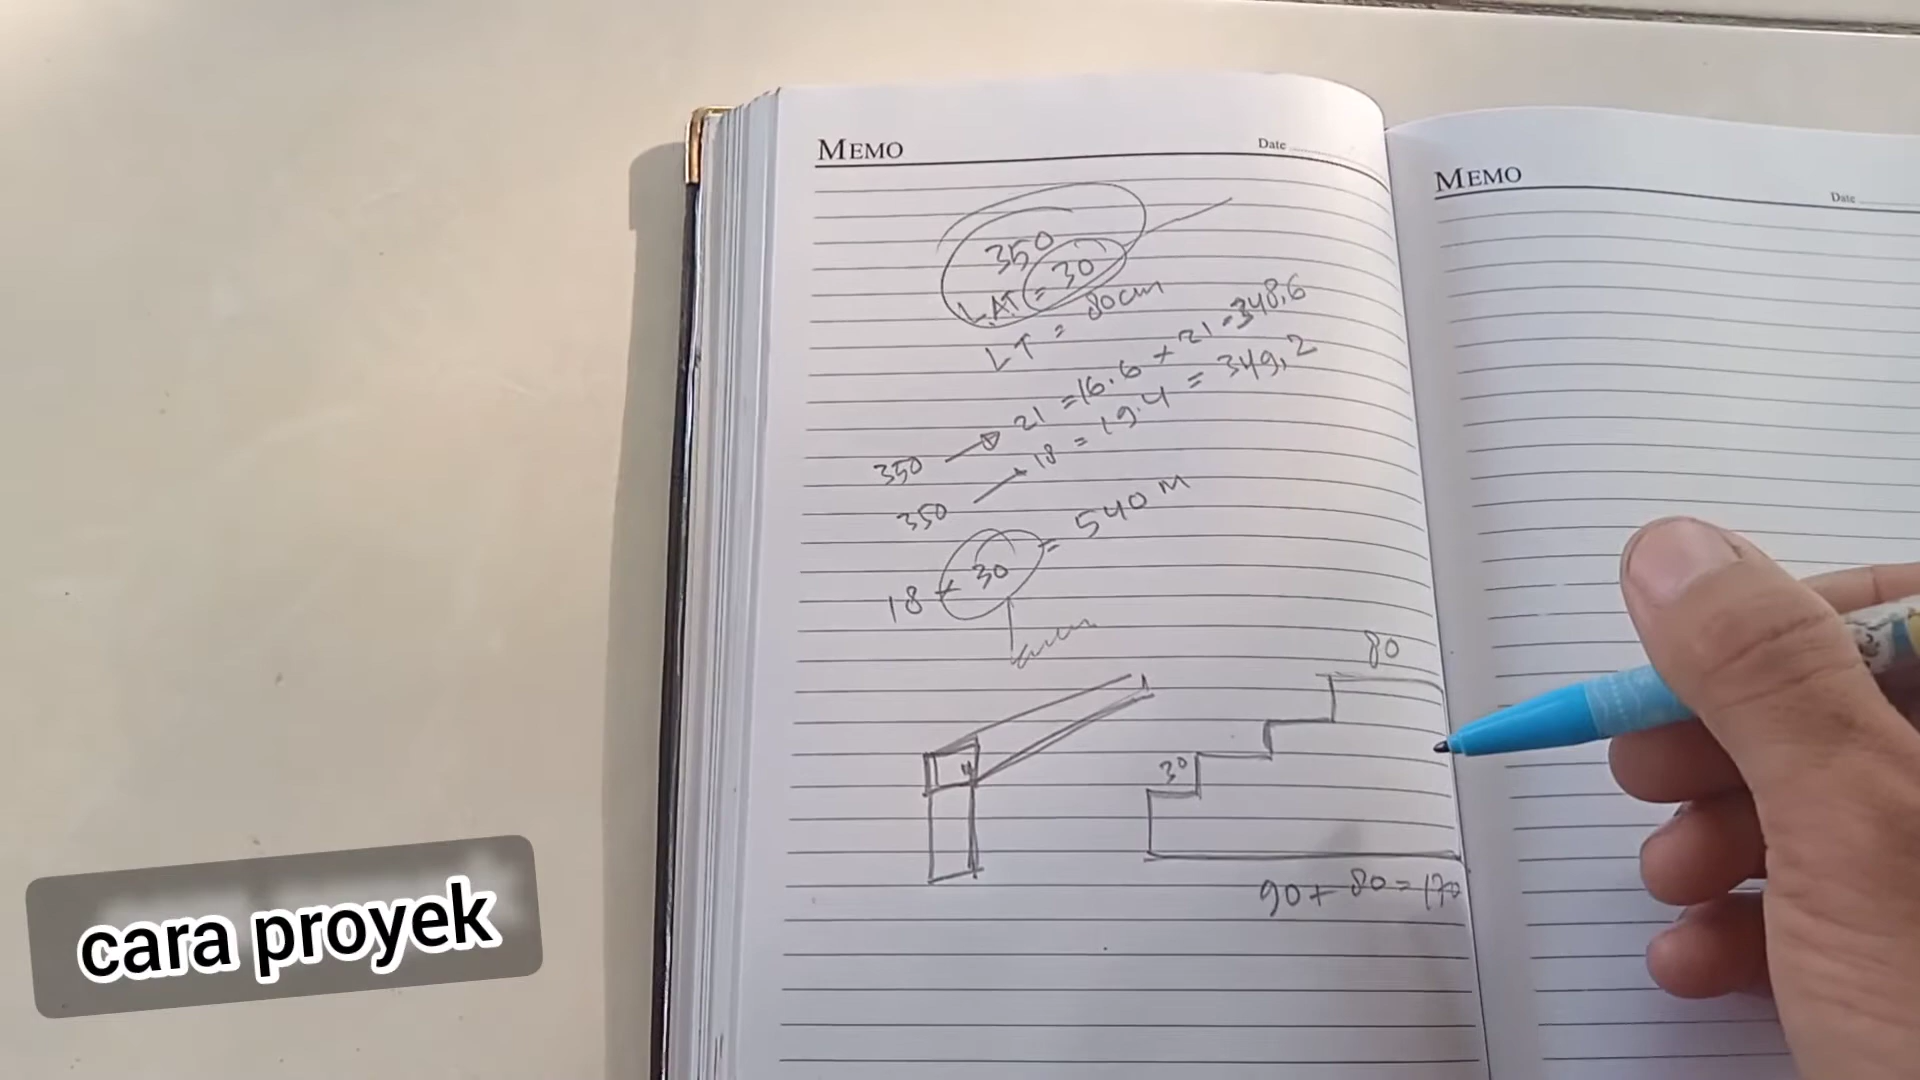 MEMO
Date
350
LAT = 30
LT = 80cm
350 → 21 = 16.6 + 21 = 348,6
350 → 18 = 19.4 = 349,2
18 × 30 = 540 M
80
30
90 + 80 = 170
MEMO
Date
cara proyek